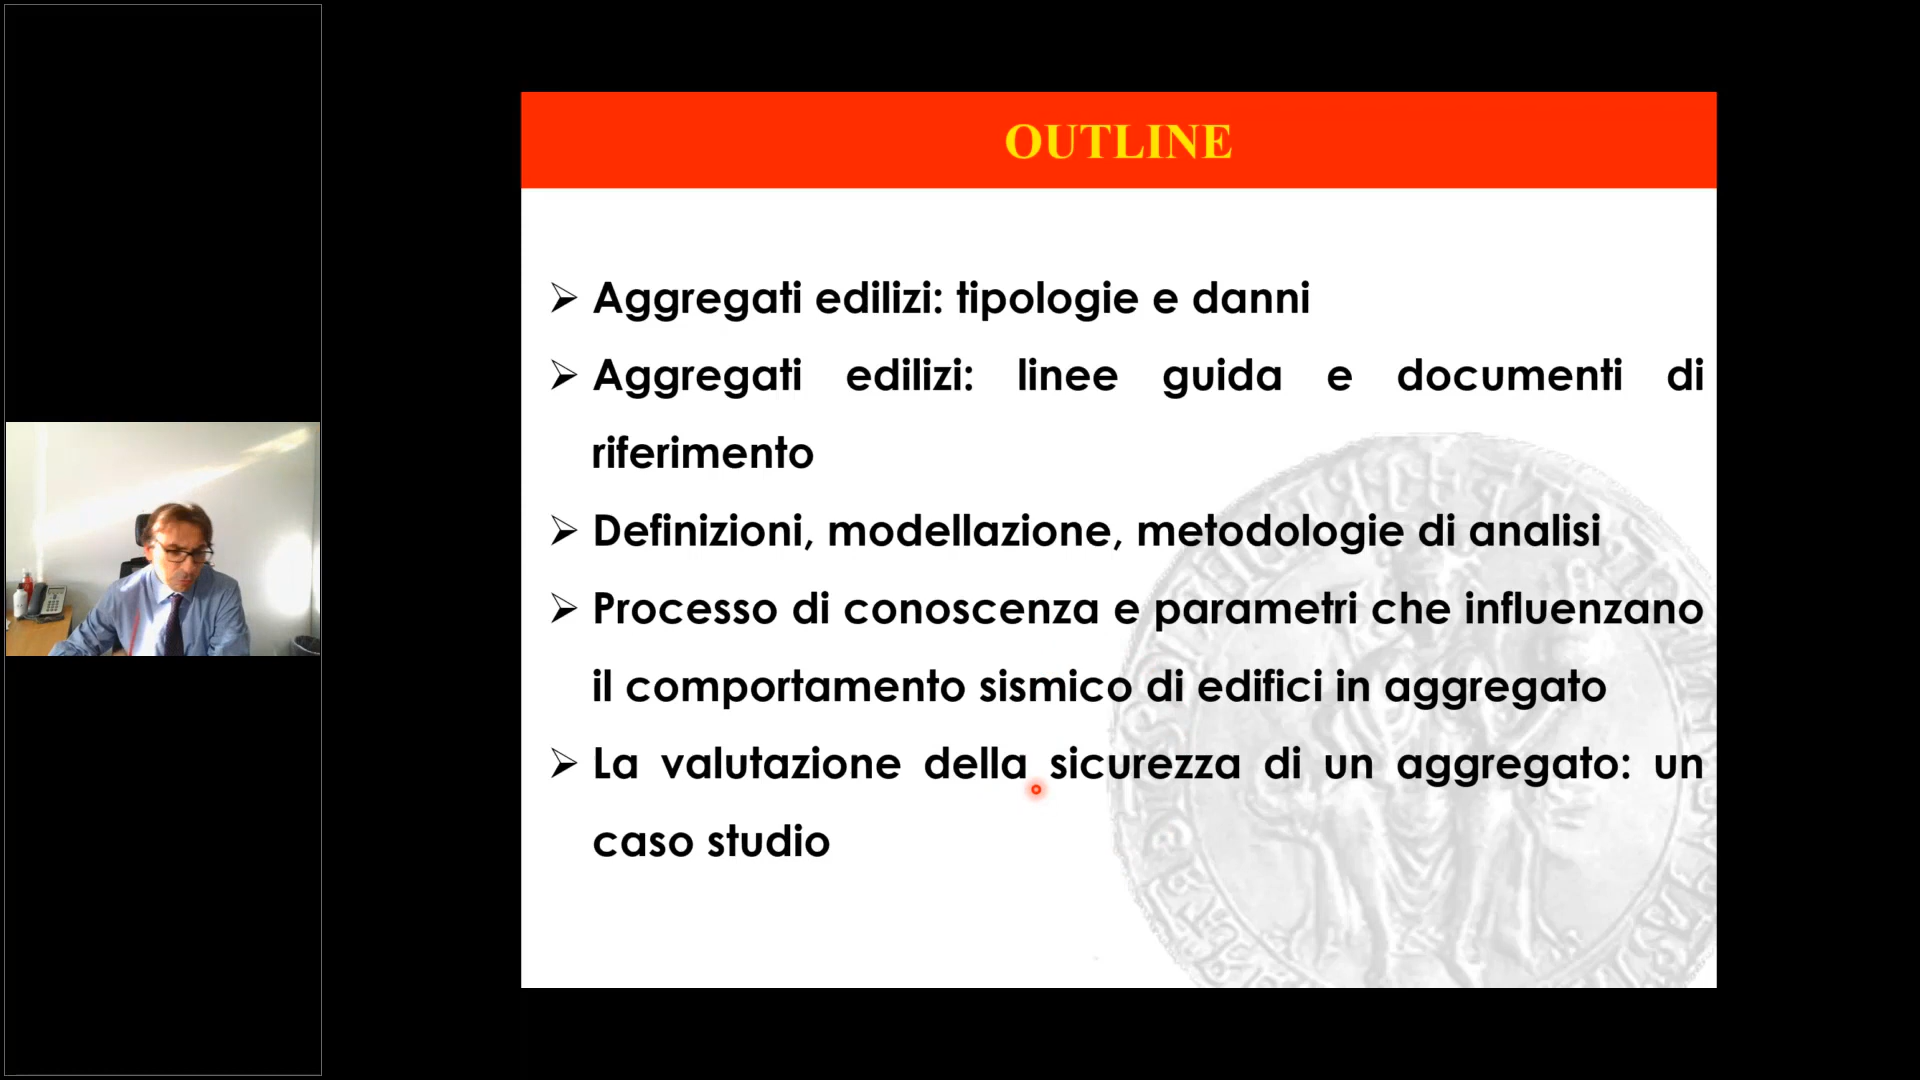 OUTLINE
Aggregati edilizi: tipologie e danni
Aggregati edilizi: linee guida e documenti di
riferimento
Definizioni, modellazione, metodologie di analisi
Processo di conoscenza e parametri che influenzano
il comportamento sismico di edifici in aggregato
La valutazione della sicurezza di un aggregato: un
caso studio